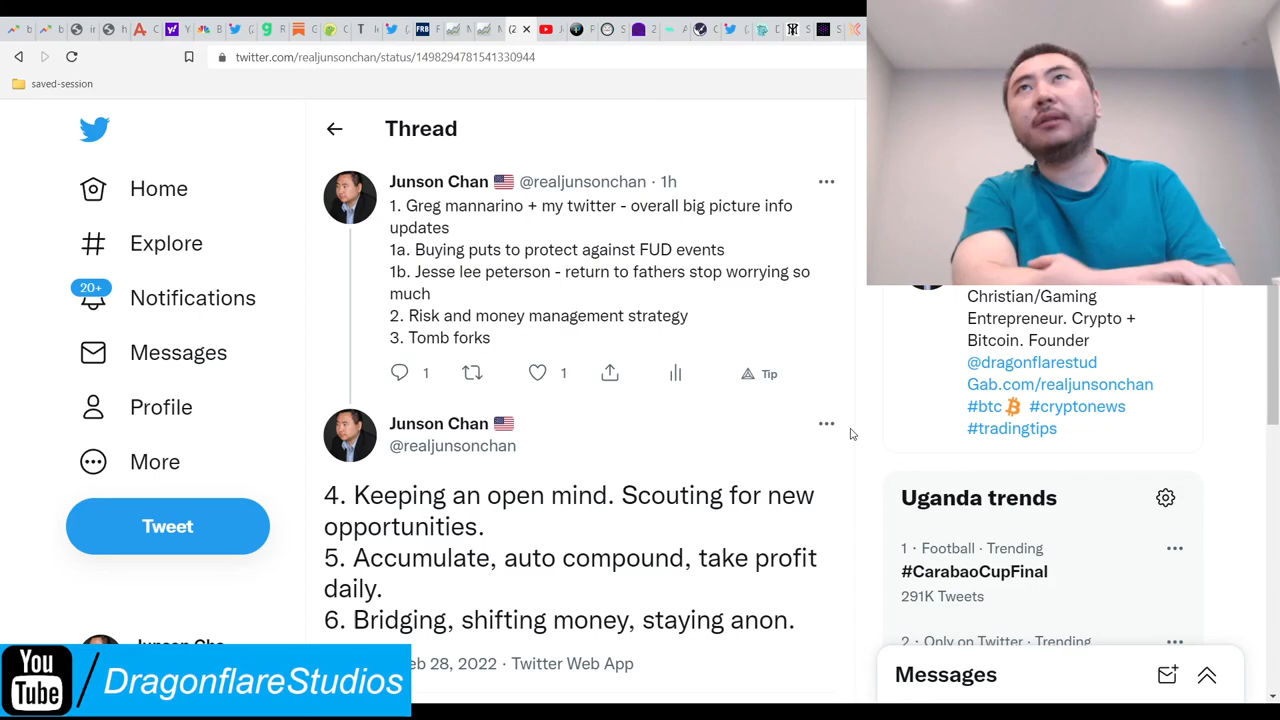 twitter.com/realjunsonchan/status/1498294781541330944
saved-session
Thread
Home
Explore
20+
Notifications
Messages
Profile
More
Tweet
Junson Chan @realjunsonchan · 1h
1. Greg mannarino + my twitter - overall big picture info
updates
1a. Buying puts to protect against FUD events
1b. Jesse lee peterson - return to fathers stop worrying so
much
2. Risk and money management strategy
3. Tomb forks
1 1 Tip
Junson Chan
@realjunsonchan
4. Keeping an open mind. Scouting for new
opportunities.
5. Accumulate, auto compound, take profit
daily.
6. Bridging, shifting money, staying anon.
28, 2022 · Twitter Web App
Christian/Gaming
Entrepreneur. Crypto +
Bitcoin. Founder
@dragonflarestud
Gab.com/realjunsonchan
#btc #cryptonews
#tradingtips
Uganda trends
1 · Football · Trending
#CarabaoCupFinal
291K Tweets
2 · Only on Twitter · Trending
Messages
You
Tube
/DragonflareStudios